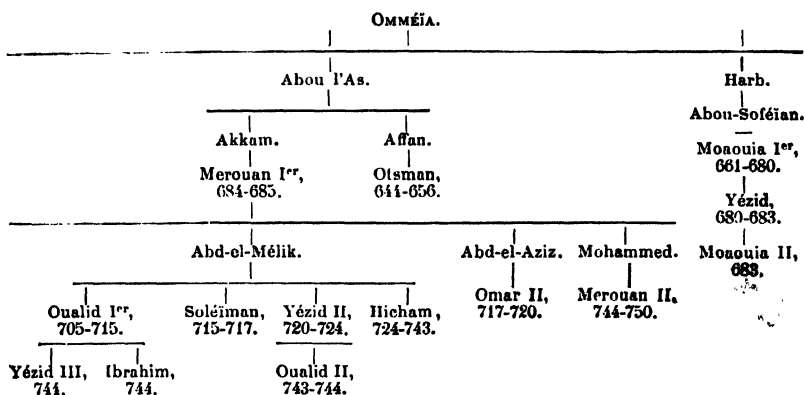 OMMÉÏA.
Abou l'As.
Harb.
Abou-Soféïan.
Akkam.
Affan.
Moaouia Iᵉʳ,
661-680.
Merouan Iᵉʳ,
684-685.
Otsman,
644-656.
Yézid,
680-683.
Abd-el-Mélik.
Abd-el-Aziz.
Mohammed.
Moaouia II,
683.
Oualid Iᵉʳ,
705-715.
Soléïman,
715-717.
Yézid II,
720-724.
Hicham,
724-743.
Omar II,
717-720.
Merouan II,
744-750.
Yézid III,
744.
Ibrahim,
744.
Oualid II,
743-744.